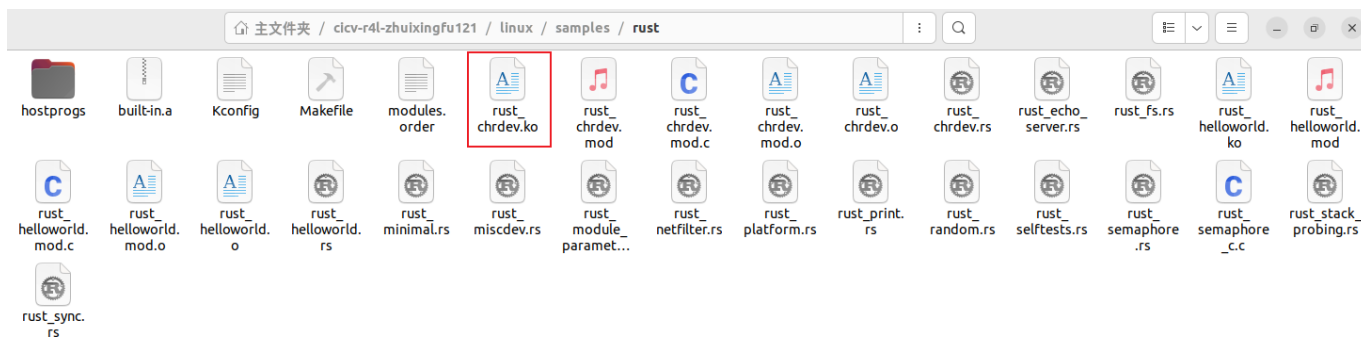 主文件夹 / cicv-r4l-zhuixingfu121 / linux / samples / rust
hostprogs
built-in.a
Kconfig
Makefile
modules.
order
rust_
chrdev.ko
rust_
chrdev.
mod
rust_
chrdev.
mod.c
rust_
chrdev.
mod.o
rust_
chrdev.o
rust_
chrdev.rs
rust_echo_
server.rs
rust_fs.rs
rust_
helloworld.
ko
rust_
helloworld.
mod
rust_
helloworld.
mod.c
rust_
helloworld.
mod.o
rust_
helloworld.
o
rust_
helloworld.
rs
rust_
minimal.rs
rust_
miscdev.rs
rust_
module_
paramet...
rust_
netfilter.rs
rust_
platform.rs
rust_print.
rs
rust_
random.rs
rust_
selftests.rs
rust_
semaphore
.rs
rust_
semaphore
_c.c
rust_stack_
probing.rs
rust_sync.
rs